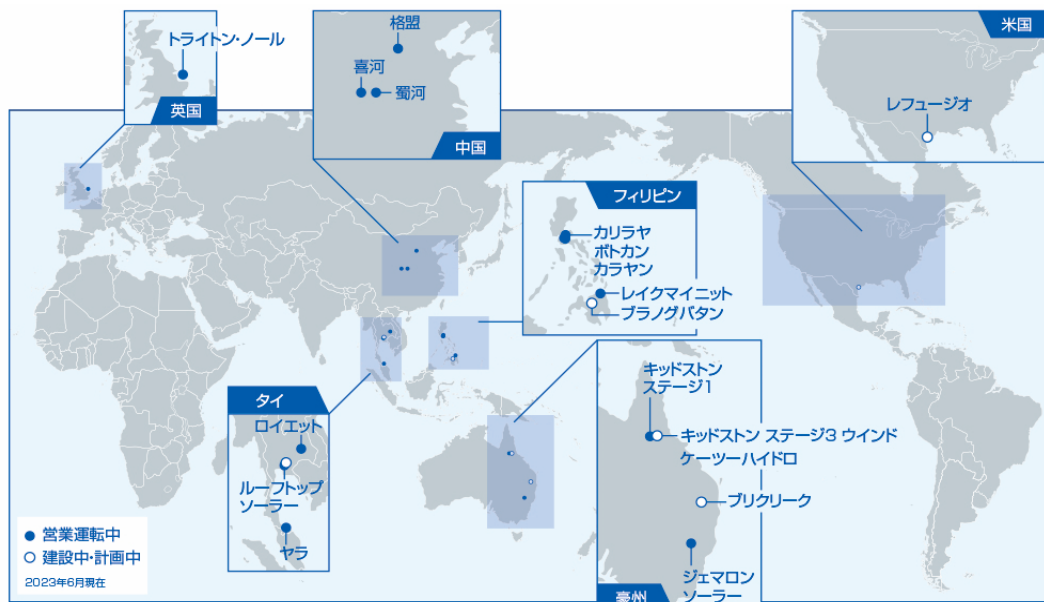 トライトン・ノール
英国
格盟
喜河
蜀河
中国
米国
レフュージオ
フィリピン
カリラヤ
ボトカン
カラヤン
レイクマイニット
ブラノグバタン
タイ
ロイエット
ルーフトップ
ソーラー
ヤラ
キッドストン
ステージ1
キッドストン ステージ3 ウインド
ケーツーハイドロ
ブリクリーク
ジェマロン
ソーラー
豪州
営業運転中
建設中・計画中
2023年6月現在